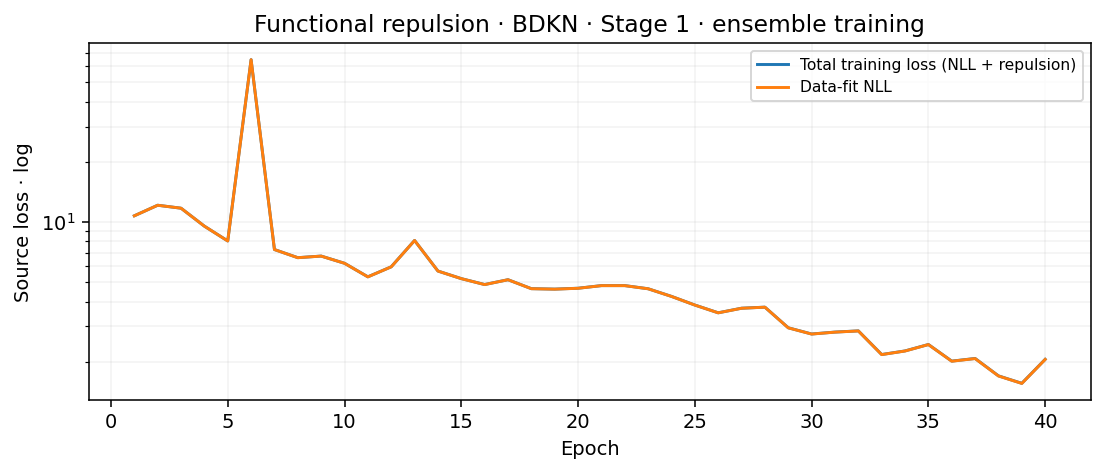 Functional repulsion · BDKN · Stage 1 · ensemble training
Total training loss (NLL + repulsion)
Data-fit NLL
Source loss · log
10¹
0 5 10 15 20 25 30 35 40
Epoch